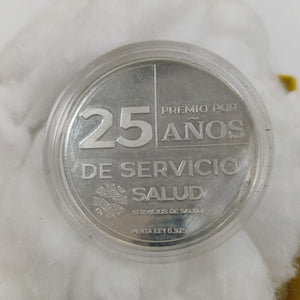 25 PREMIO POR
AÑOS
DE SERVICIO
SALUD
SERVICIOS DE SALUD
PLATA LEY 0.925